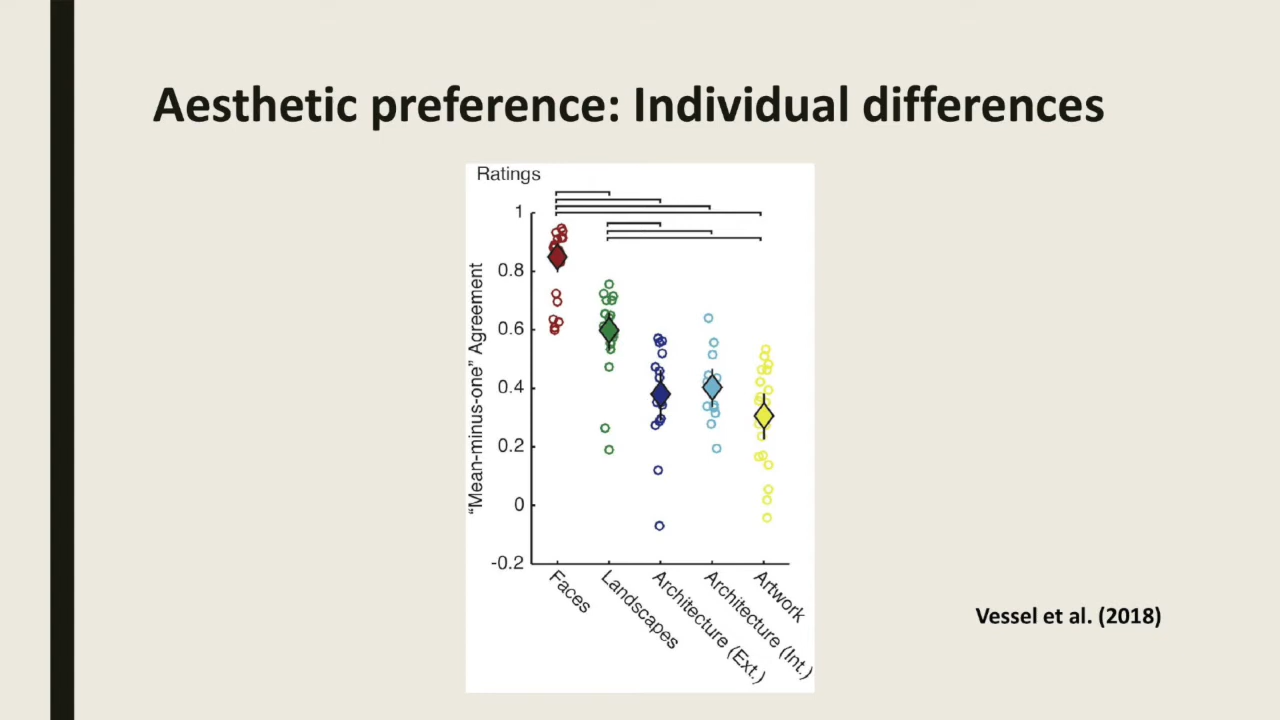 Aesthetic preference: Individual differences
Ratings
"Mean-minus-one" Agreement
1
0.8
0.6
0.4
0.2
0
-0.2
Faces
Landscapes
Architecture (Ext.)
Architecture (Int.)
Artwork
Vessel et al. (2018)